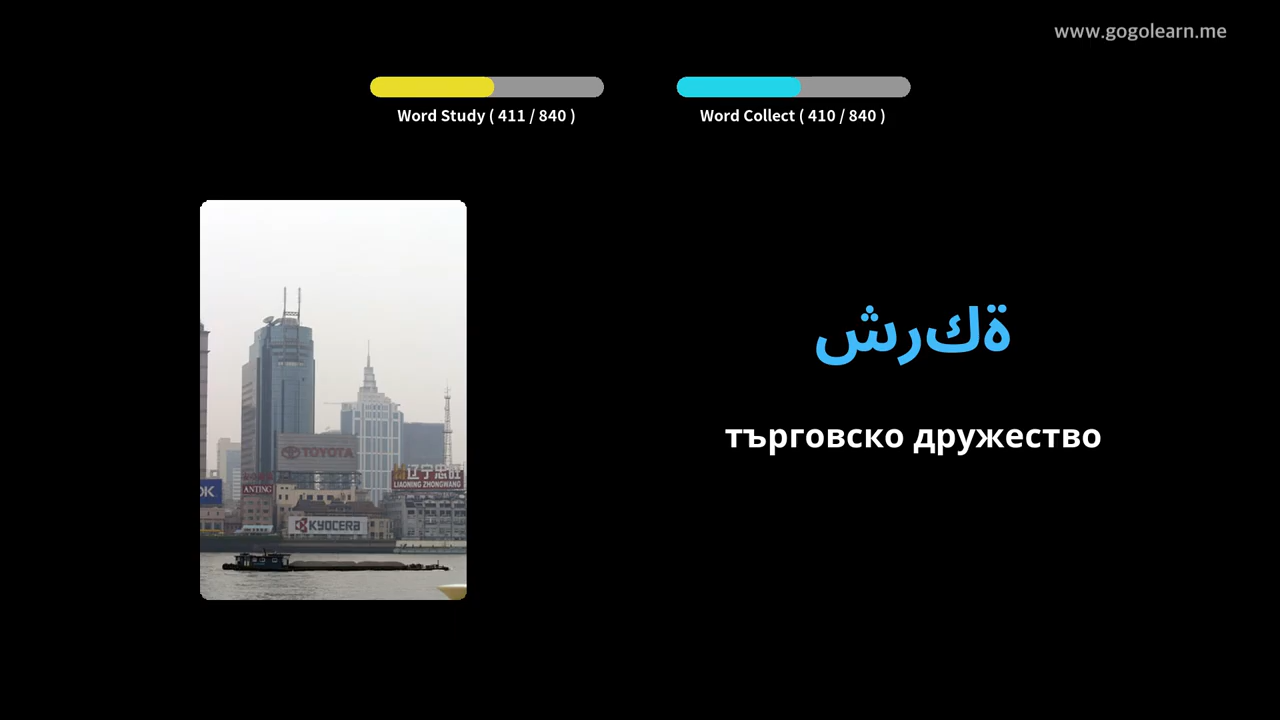 www.gogolearn.me
Word Study ( 411 / 840 )
Word Collect ( 410 / 840 )
شركة
търговско дружество
TOYOTA
辽宁忠旺
LIAONING ZHONGWANG
ANTING
KYOCERA